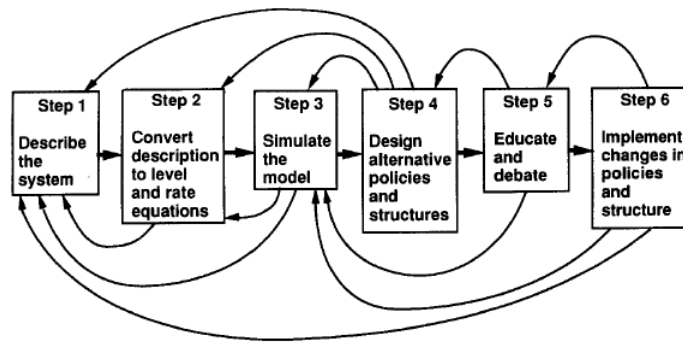 Step 1
Describe
the
system
Step 2
Convert
description
to level
and rate
equations
Step 3
Simulate
the
model
Step 4
Design
alternative
policies
and
structures
Step 5
Educate
and
debate
Step 6
Implement
changes in
policies
and
structure